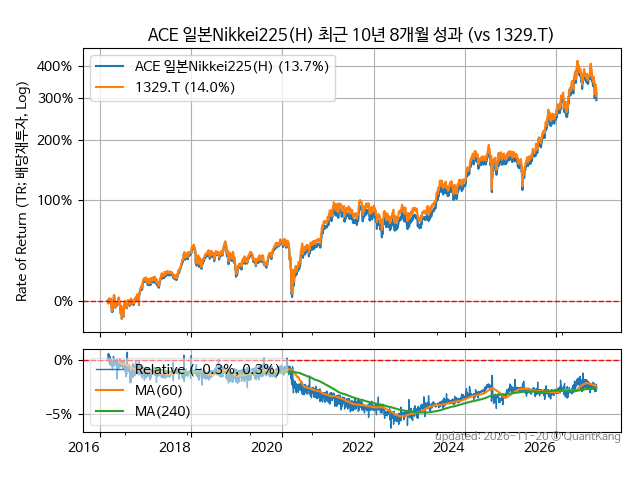 ACE 일본Nikkei225(H) 최근 10년 8개월 성과 (vs 1329.T)
Rate of Return (TR: 배당재투자, Log)
400%
300%
200%
100%
0%
ACE 일본Nikkei225(H) (13.7%)
1329.T (14.0%)
0%
−5%
Relative (−0.3%, 0.3%)
MA(60)
MA(240)
2016
2018
2020
2022
2024
2026
updated: 2026-11-20 © QuantKang